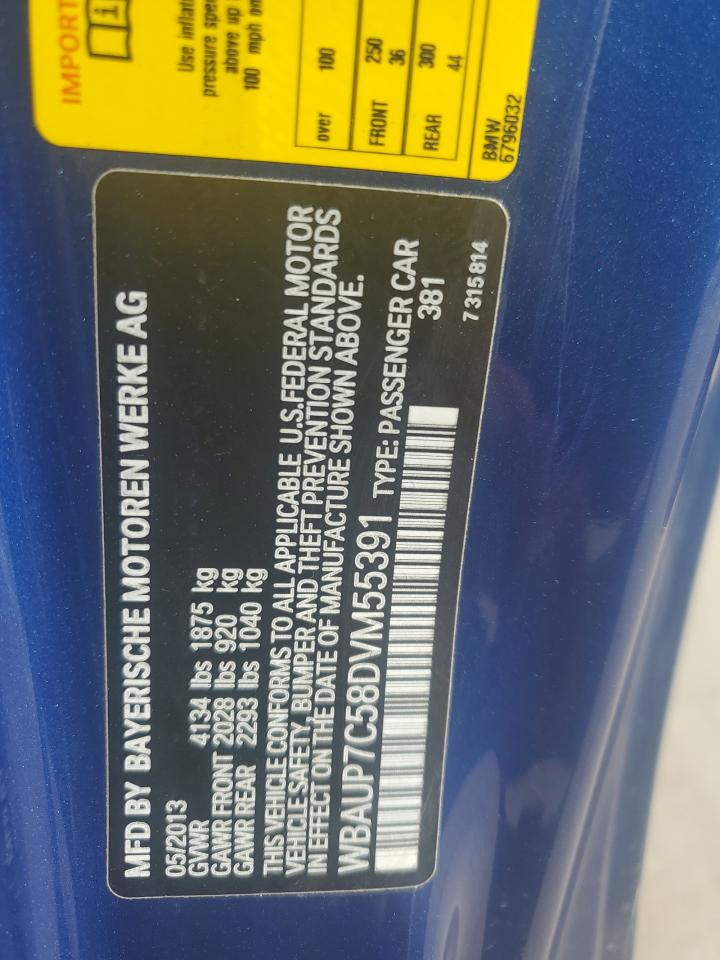 IMPORT
i
Use inflat
pressure spe
above up
100 mph on
over 100
FRONT 250
36
REAR 300
44
BMW
6796032
MFD BY BAYERISCHE MOTOREN WERKE AG
05/2013
GVWR 4134 lbs 1875 kg
GAWR FRONT 2028 lbs 920 kg
GAWR REAR 2293 lbs 1040 kg
THIS VEHICLE CONFORMS TO ALL APPLICABLE U.S.FEDERAL MOTOR
VEHICLE SAFETY, BUMPER AND THEFT PREVENTION STANDARDS
IN EFFECT ON THE DATE OF MANUFACTURE SHOWN ABOVE.
WBAUP7C58DVM55391 TYPE: PASSENGER CAR
381
7 315 814